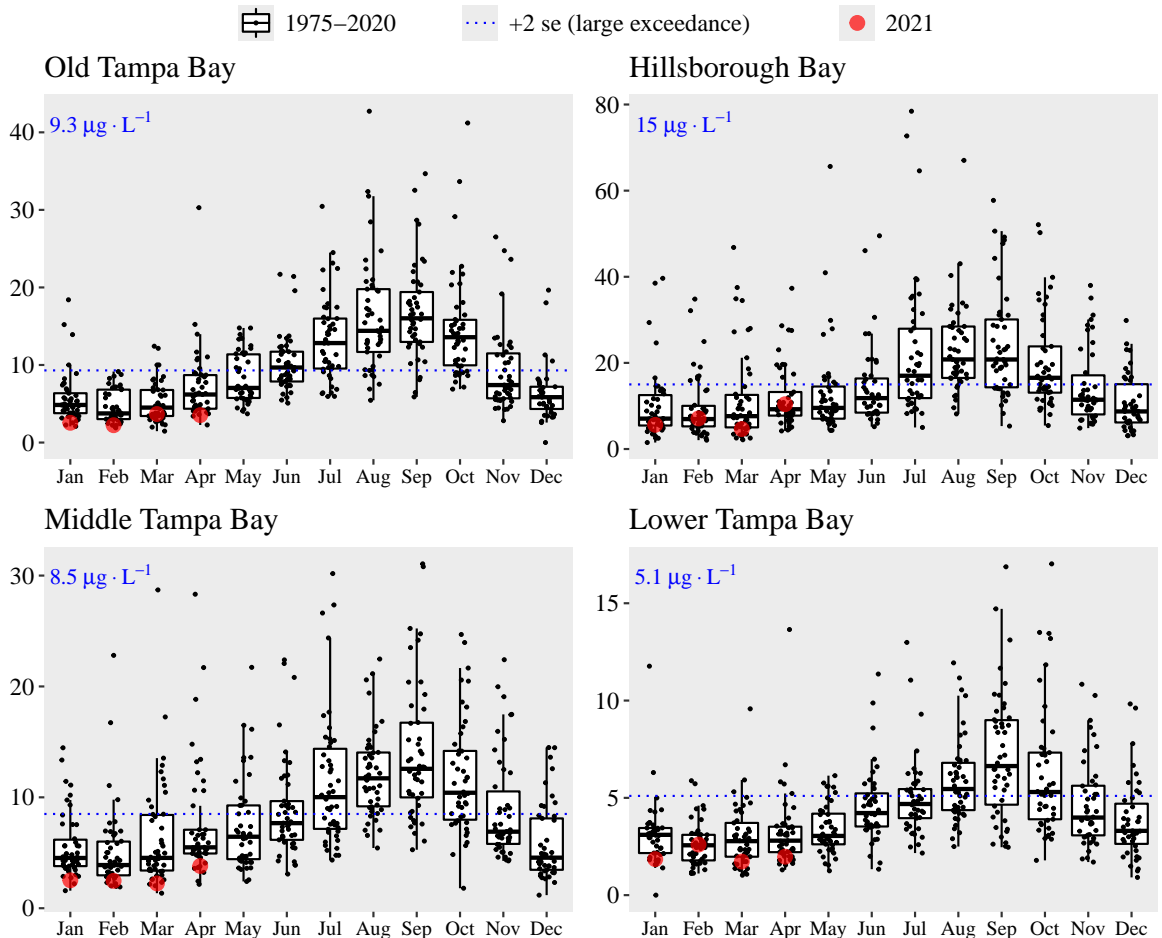 1975−2020 +2 se (large exceedance) 2021
Old Tampa Bay
9.3 μg · L⁻¹
40
30
20
10
0
Jan Feb Mar Apr May Jun Jul Aug Sep Oct Nov Dec
Hillsborough Bay
15 μg · L⁻¹
80
60
40
20
0
Jan Feb Mar Apr May Jun Jul Aug Sep Oct Nov Dec
Middle Tampa Bay
8.5 μg · L⁻¹
30
20
10
0
Jan Feb Mar Apr May Jun Jul Aug Sep Oct Nov Dec
Lower Tampa Bay
5.1 μg · L⁻¹
15
10
5
0
Jan Feb Mar Apr May Jun Jul Aug Sep Oct Nov Dec